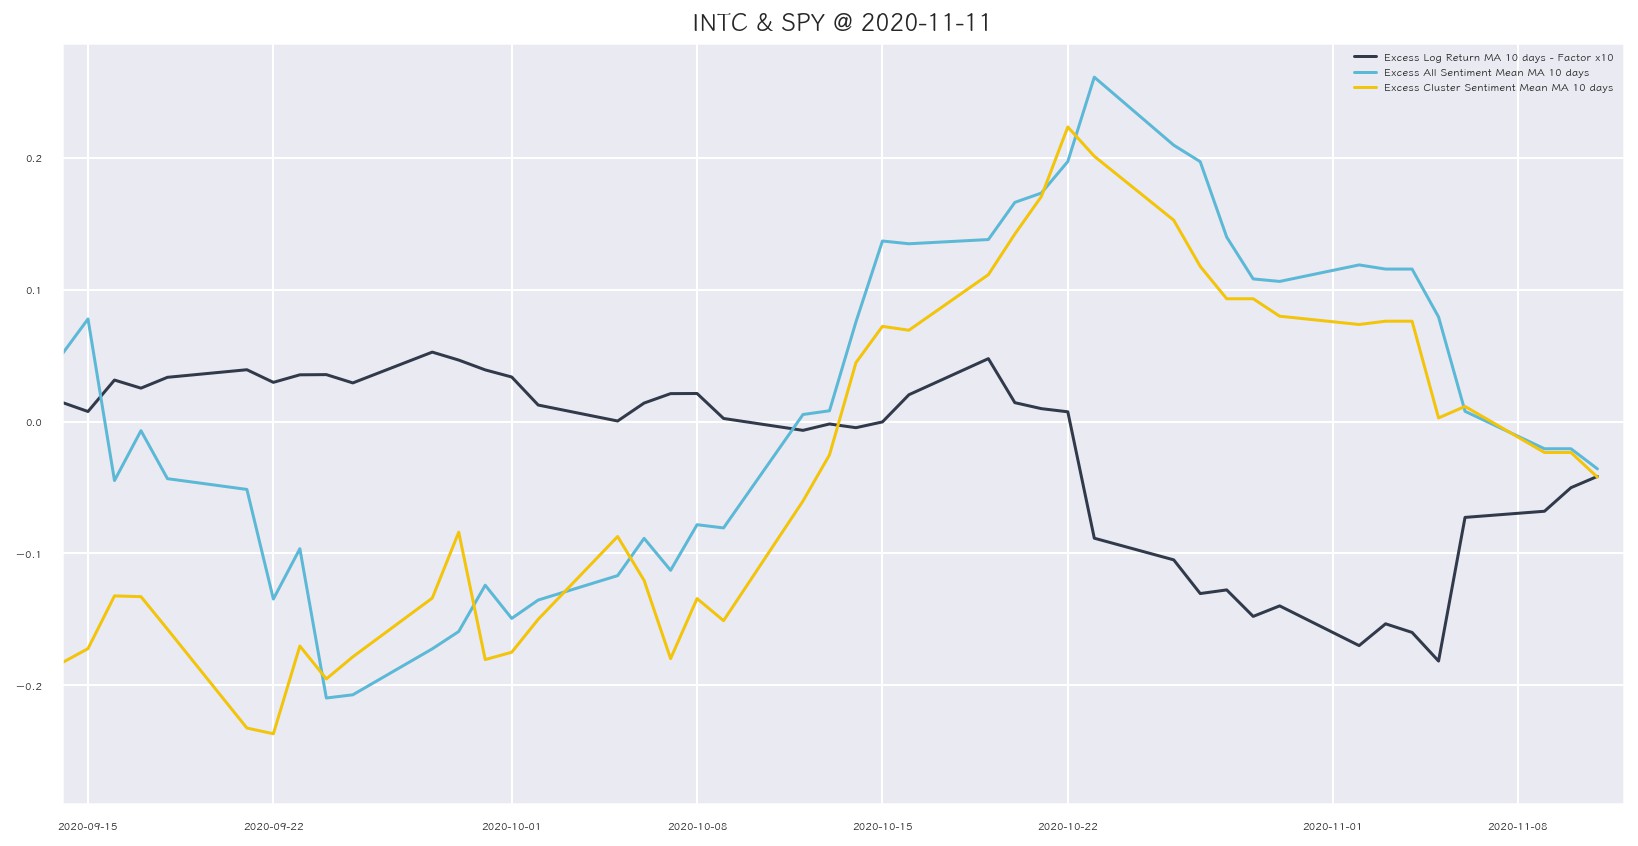 INTC & SPY @ 2020-11-11
Excess Log Return MA 10 days - Factor x10
Excess All Sentiment Mean MA 10 days
Excess Cluster Sentiment Mean MA 10 days
0.2
0.1
0.0
−0.1
−0.2
2020-09-15 2020-09-22 2020-10-01 2020-10-08 2020-10-15 2020-10-22 2020-11-01 2020-11-08